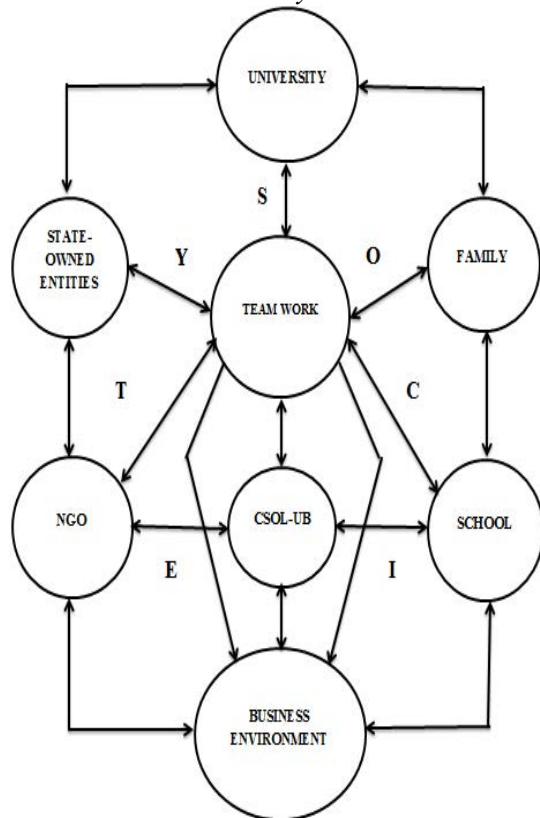 UNIVERSITY
S
STATE-
OWNED
ENTITIES
Y
O
FAMILY
TEAM WORK
T
C
NGO
CSOL-UB
SCHOOL
E
I
BUSINESS
ENVIRONMENT